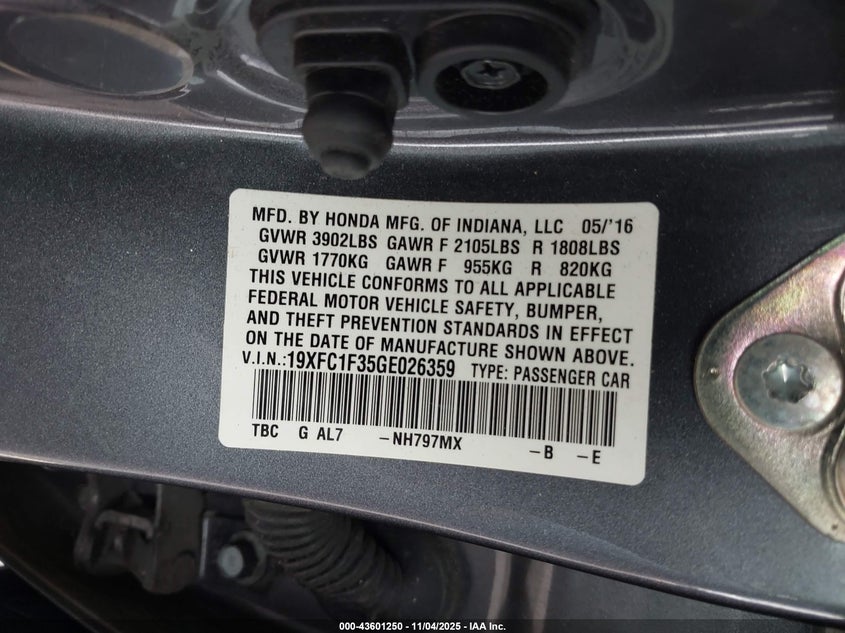 MFD. BY HONDA MFG. OF INDIANA, LLC 05/'16
GVWR 3902LBS GAWR F 2105LBS R 1808LBS
GVWR 1770KG GAWR F 955KG R 820KG
THIS VEHICLE CONFORMS TO ALL APPLICABLE
FEDERAL MOTOR VEHICLE SAFETY, BUMPER,
AND THEFT PREVENTION STANDARDS IN EFFECT
ON THE DATE OF MANUFACTURE SHOWN ABOVE.
V.I.N.:19XFC1F35GE026359 TYPE: PASSENGER CAR
TBC G AL7 -NH797MX -B -E
000-43601250 - 11/04/2025 - IAA Inc.